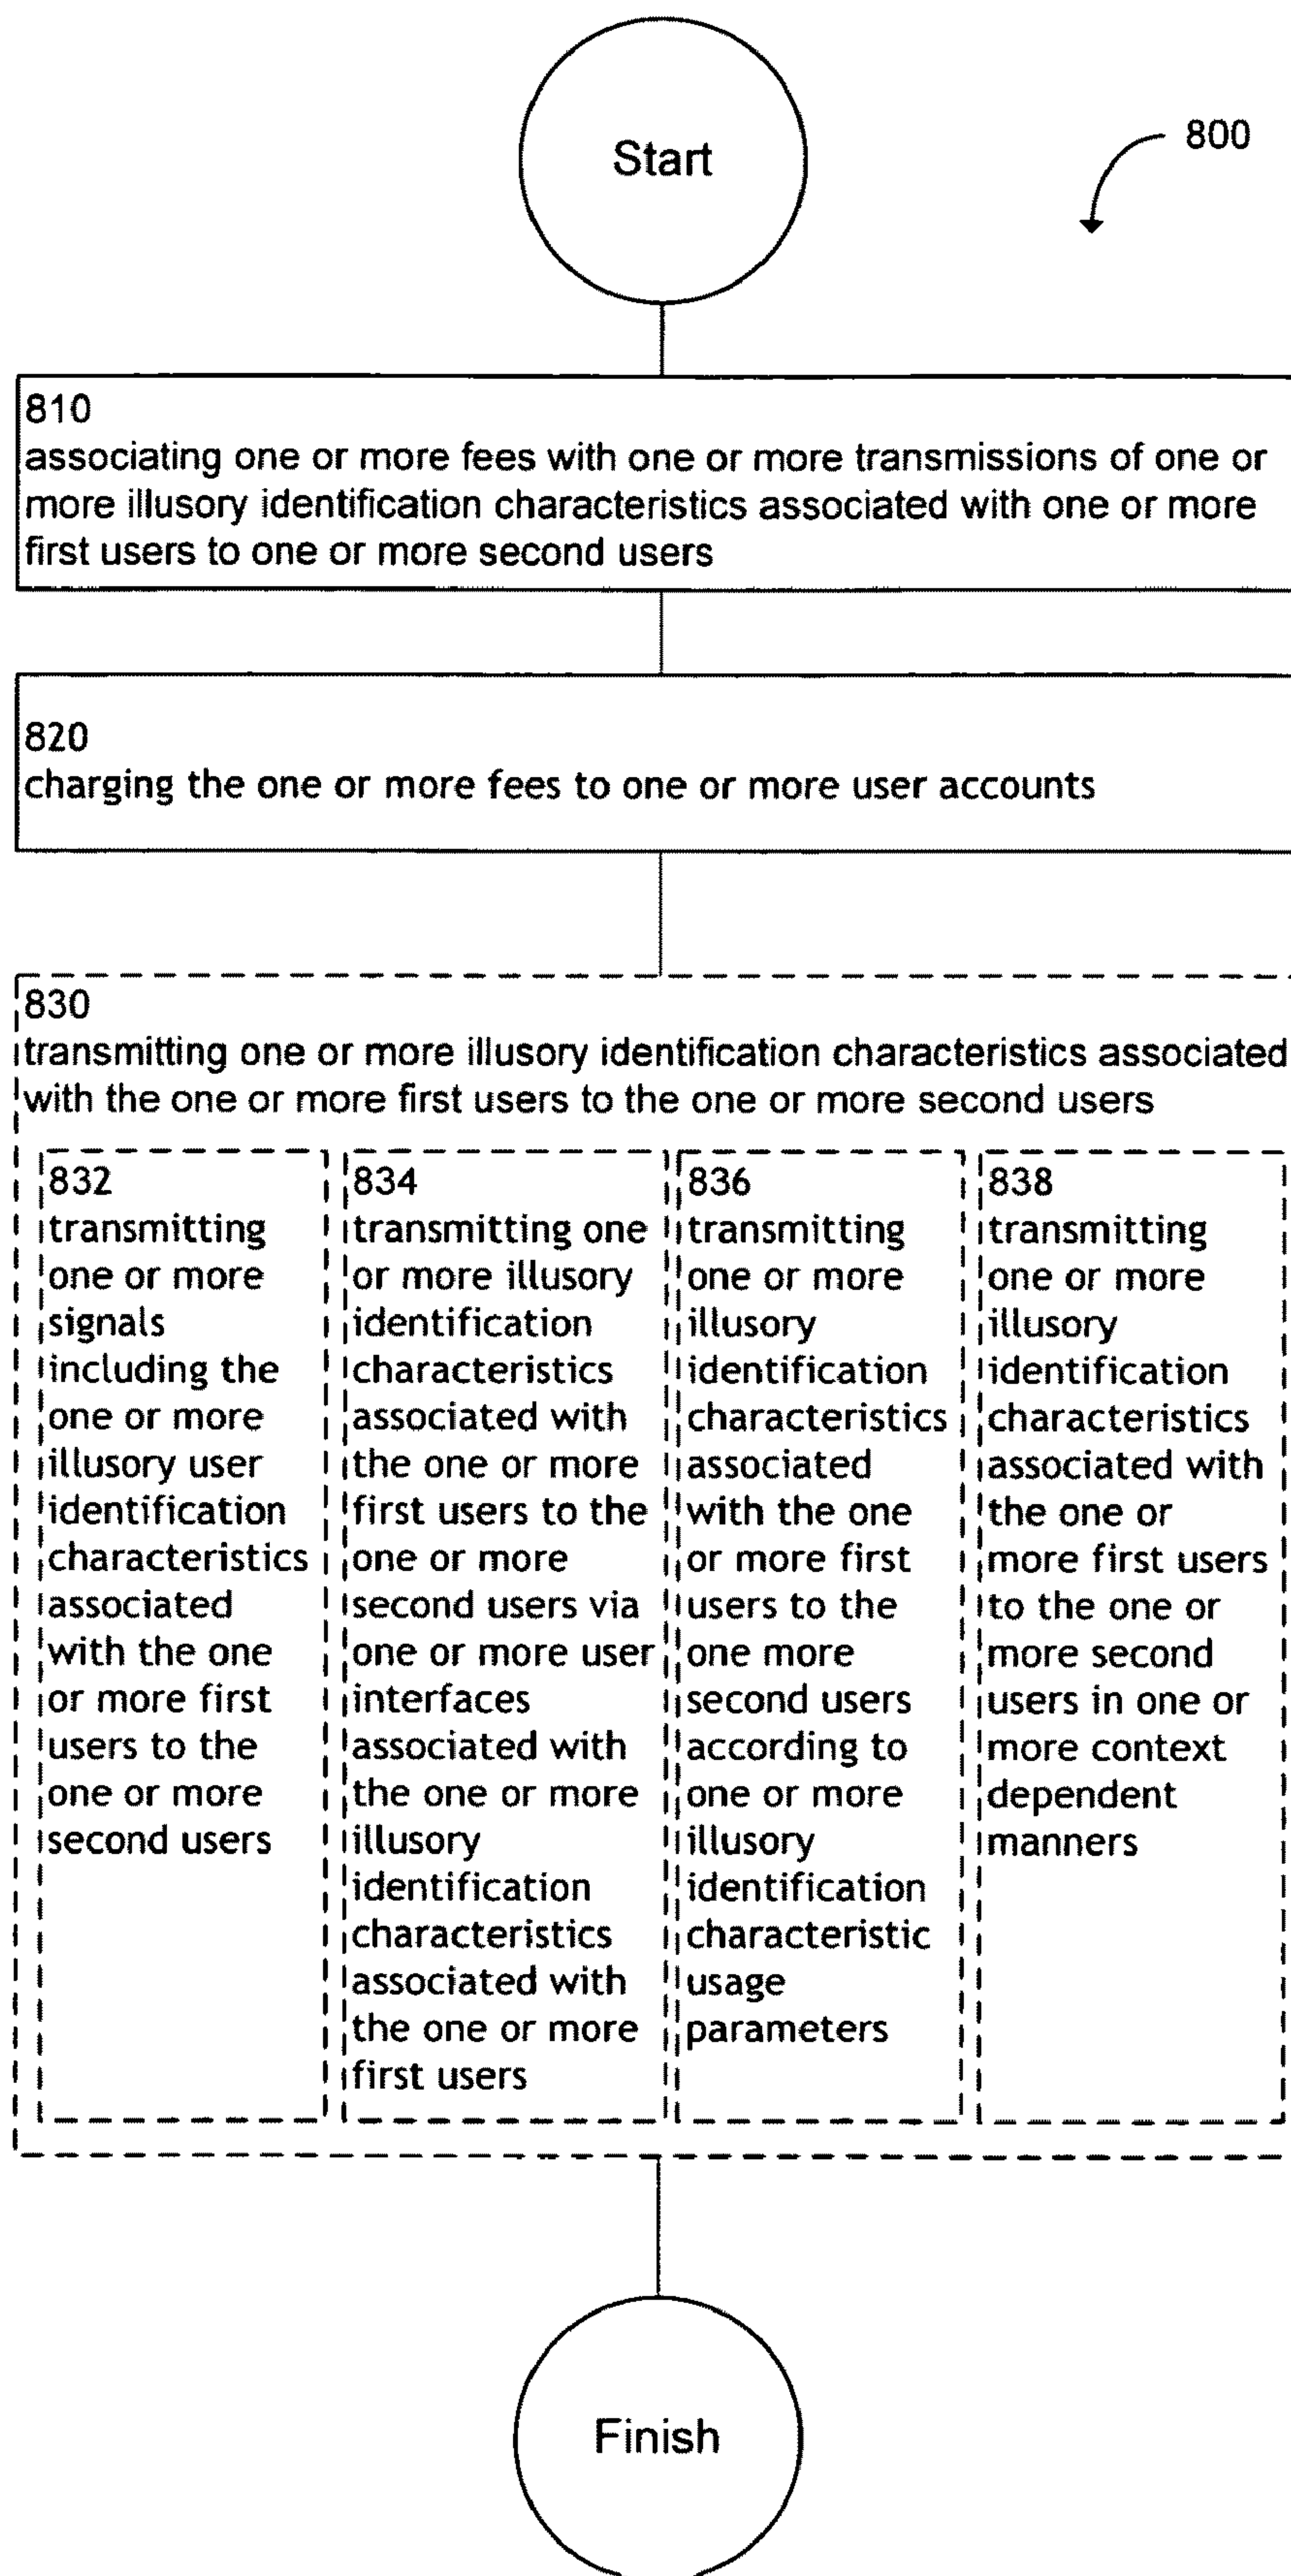 Start
800
810
associating one or more fees with one or more transmissions of one or
more illusory identification characteristics associated with one or more
first users to one or more second users
820
charging the one or more fees to one or more user accounts
830
transmitting one or more illusory identification characteristics associated
with the one or more first users to the one or more second users
832
transmitting
one or more
signals
including the
one or more
illusory user
identification
characteristics
associated
with the one
or more first
users to the
one or more
second users
834
transmitting one
or more illusory
identification
characteristics
associated with
the one or more
first users to the
one or more
second users via
one or more user
interfaces
associated with
the one or more
illusory
identification
characteristics
associated with
the one or more
first users
836
transmitting
one or more
illusory
identification
characteristics
associated
with the one
or more first
users to the
one more
second users
according to
one or more
illusory
identification
characteristic
usage
parameters
838
transmitting
one or more
illusory
identification
characteristics
associated with
the one or
more first users
to the one or
more second
users in one or
more context
dependent
manners
Finish